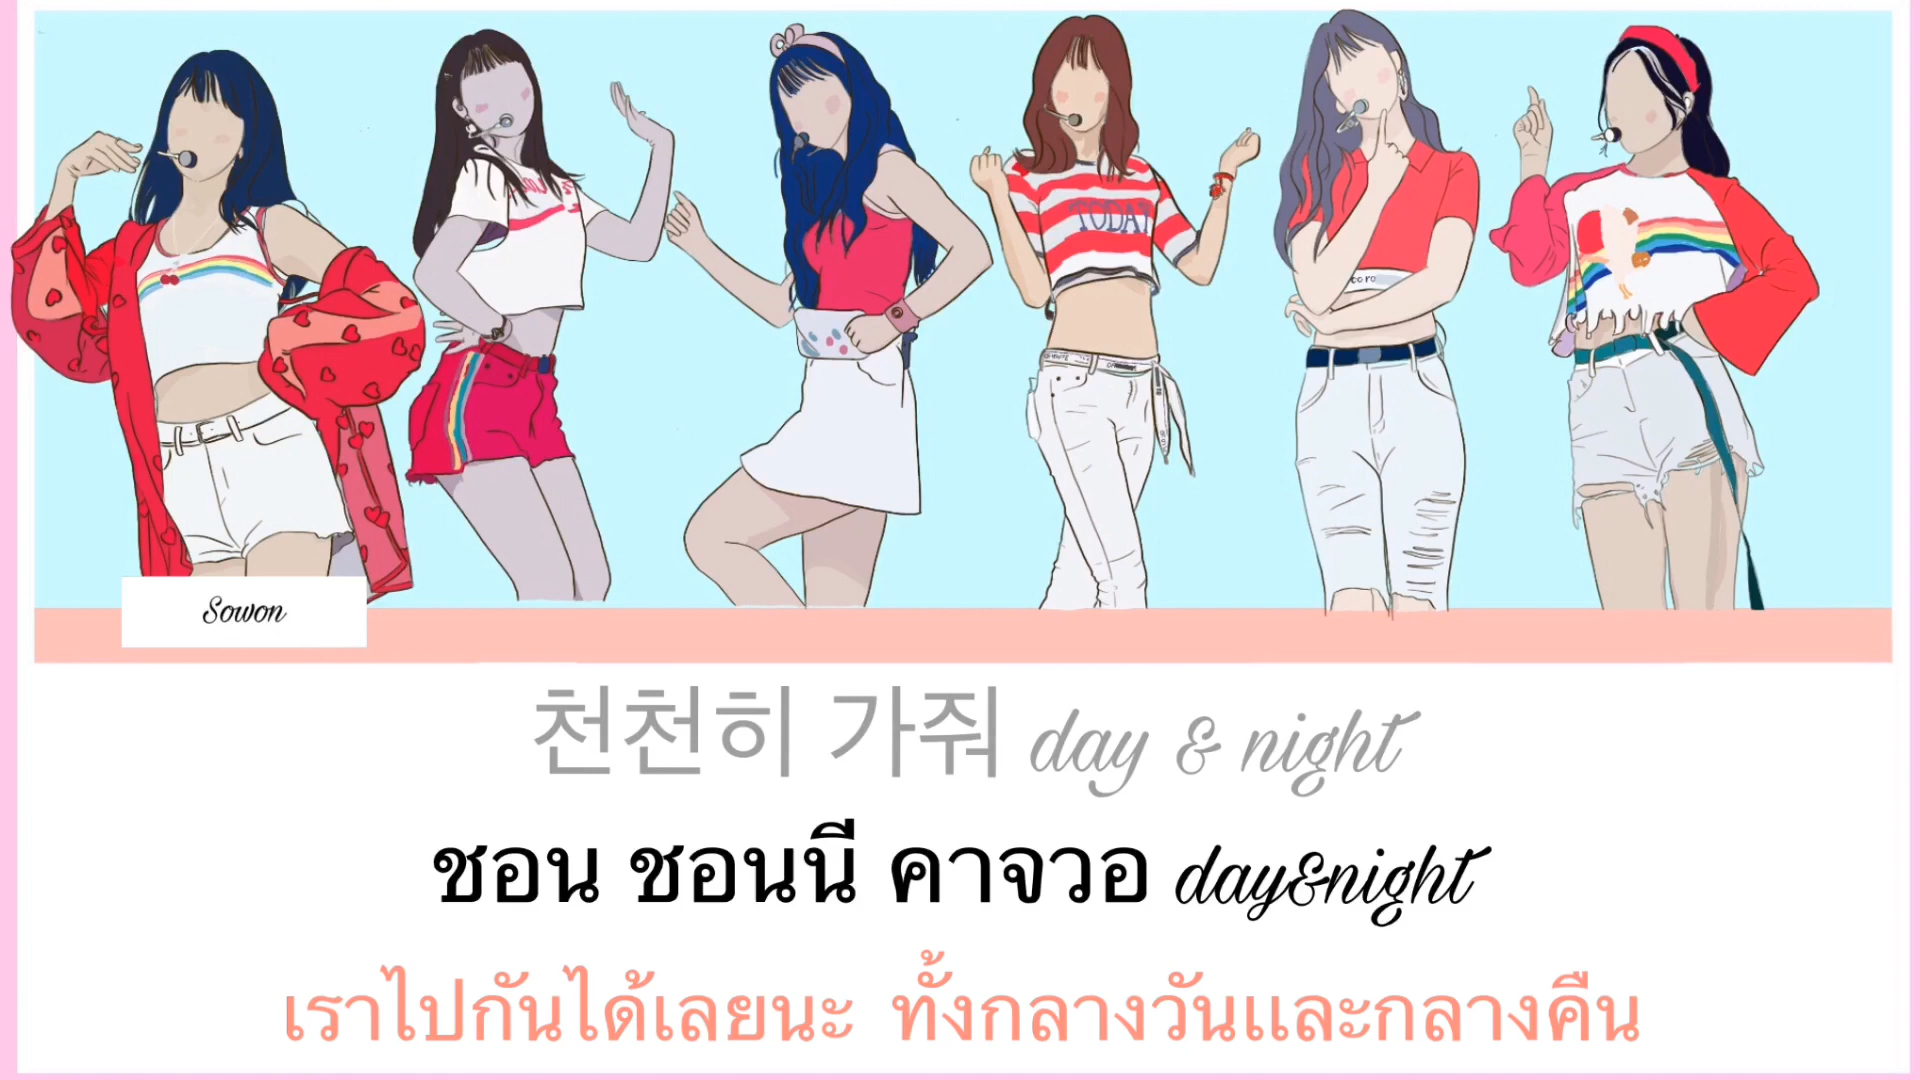 TODAY
Sowon
천천히 가줘 day & night
ชอน ชอนนี คาจวอ day&night
เราไปกันได้เลยนะ ทั้งกลางวันและกลางคืน